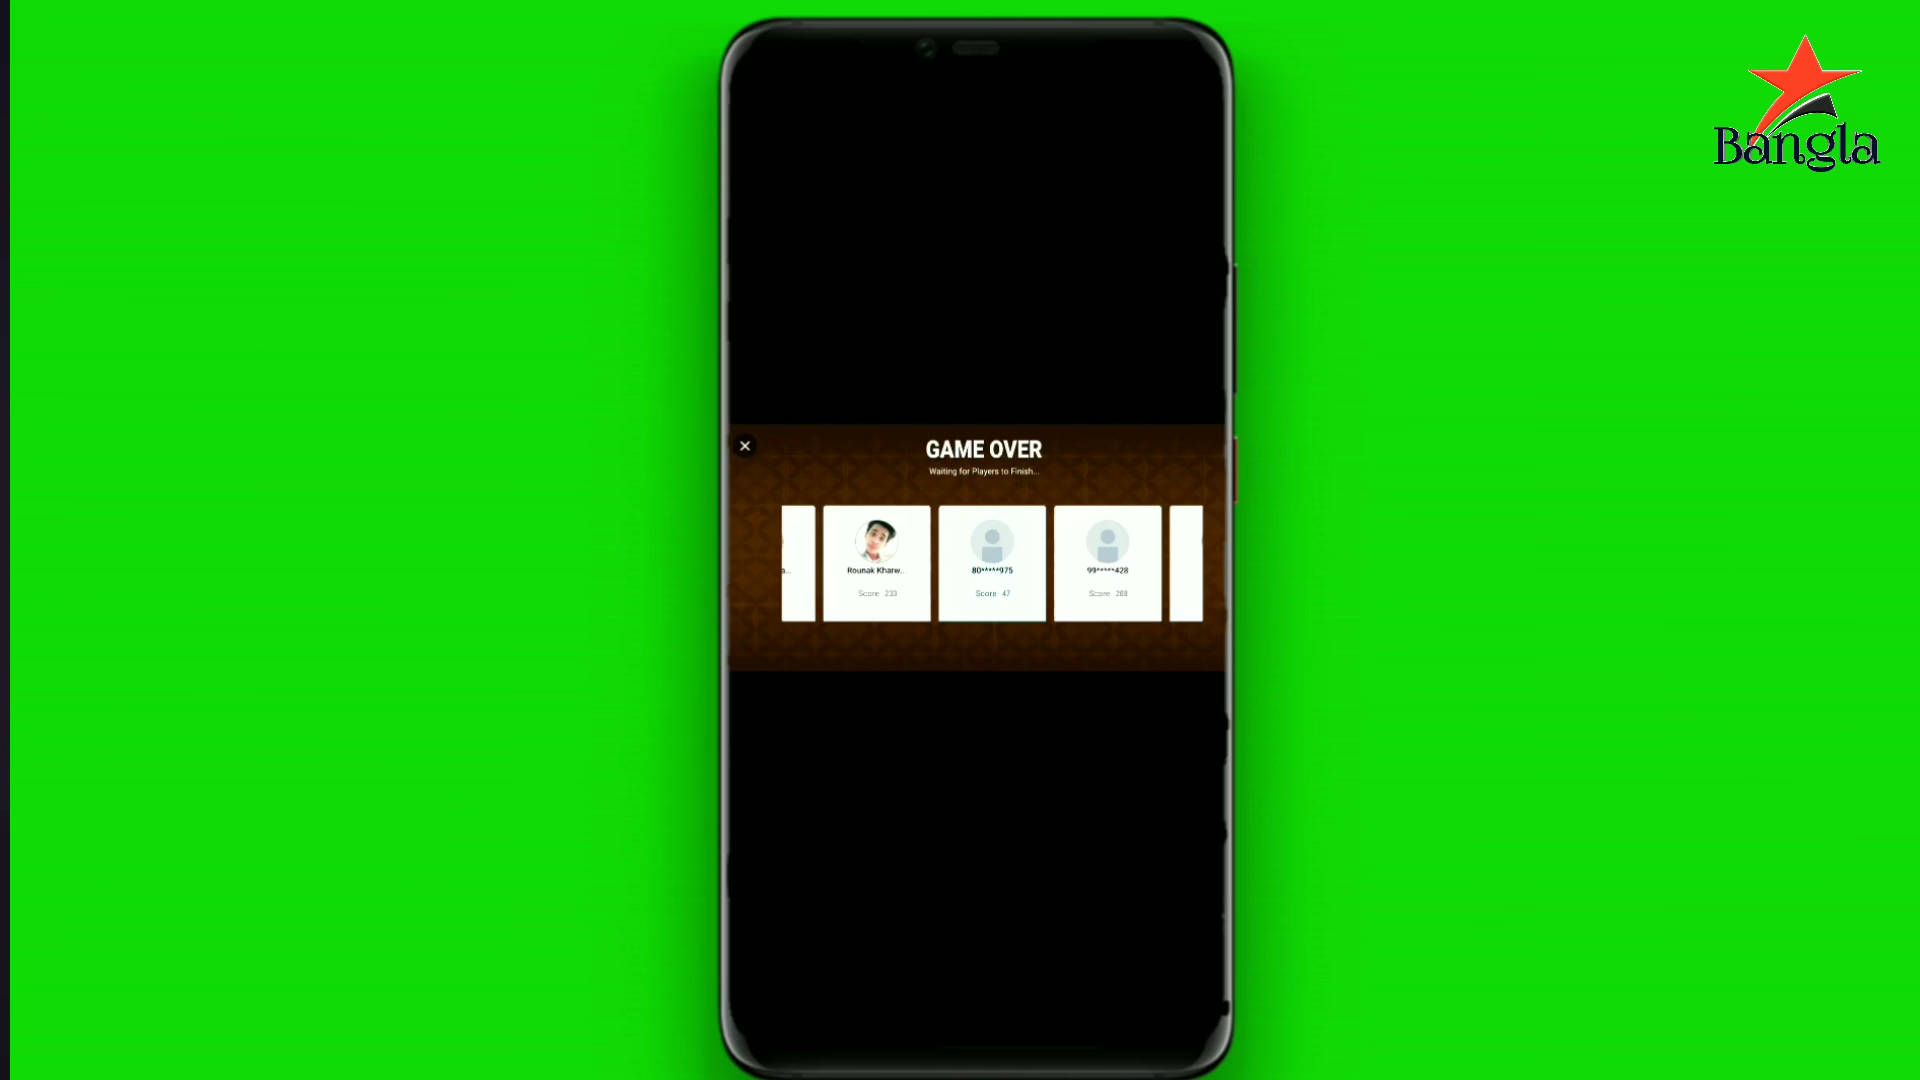 Bangla
GAME OVER
Waiting for Players to Finish...
a...
Rounak Kharw...
80*****975
99*****428
Score 233
Score 47
Score 208